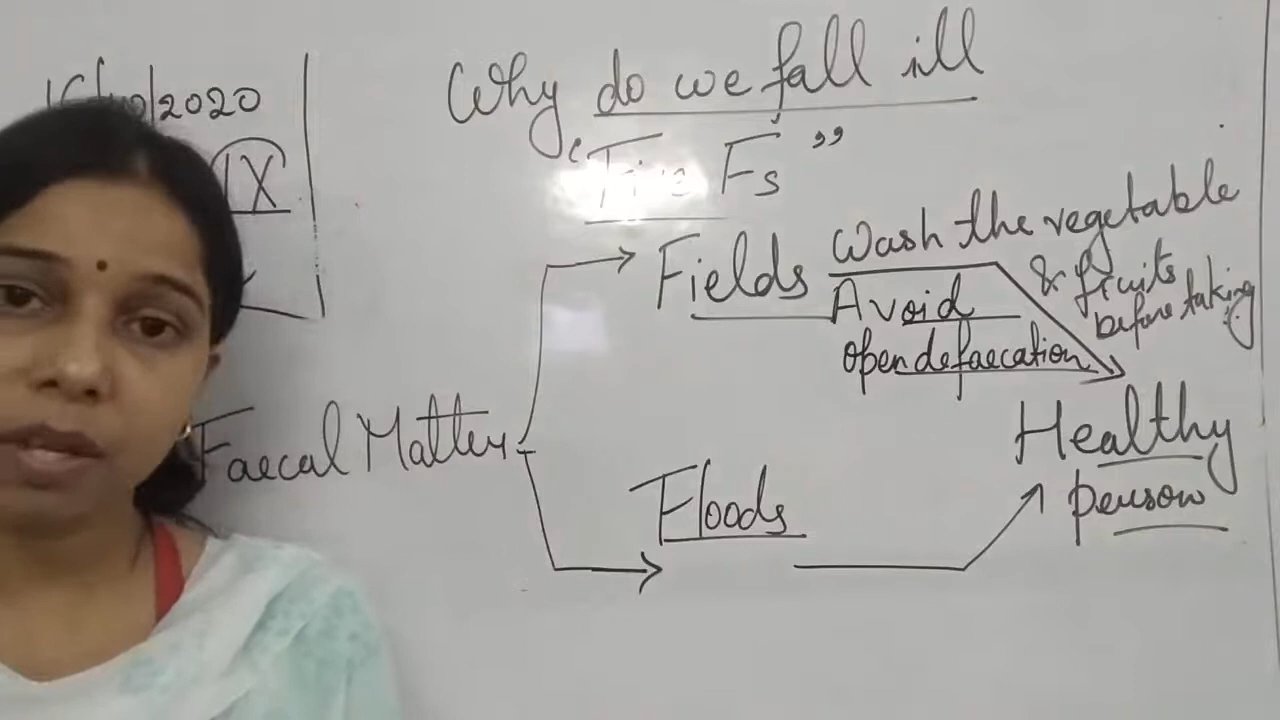 /2020
IX
Why do we fall ill
"Five Fs"
Fields
Wash the vegetable
& fruits
before taking
Avoid
open defaecation
Faecal Matter
Healthy
person
Floods